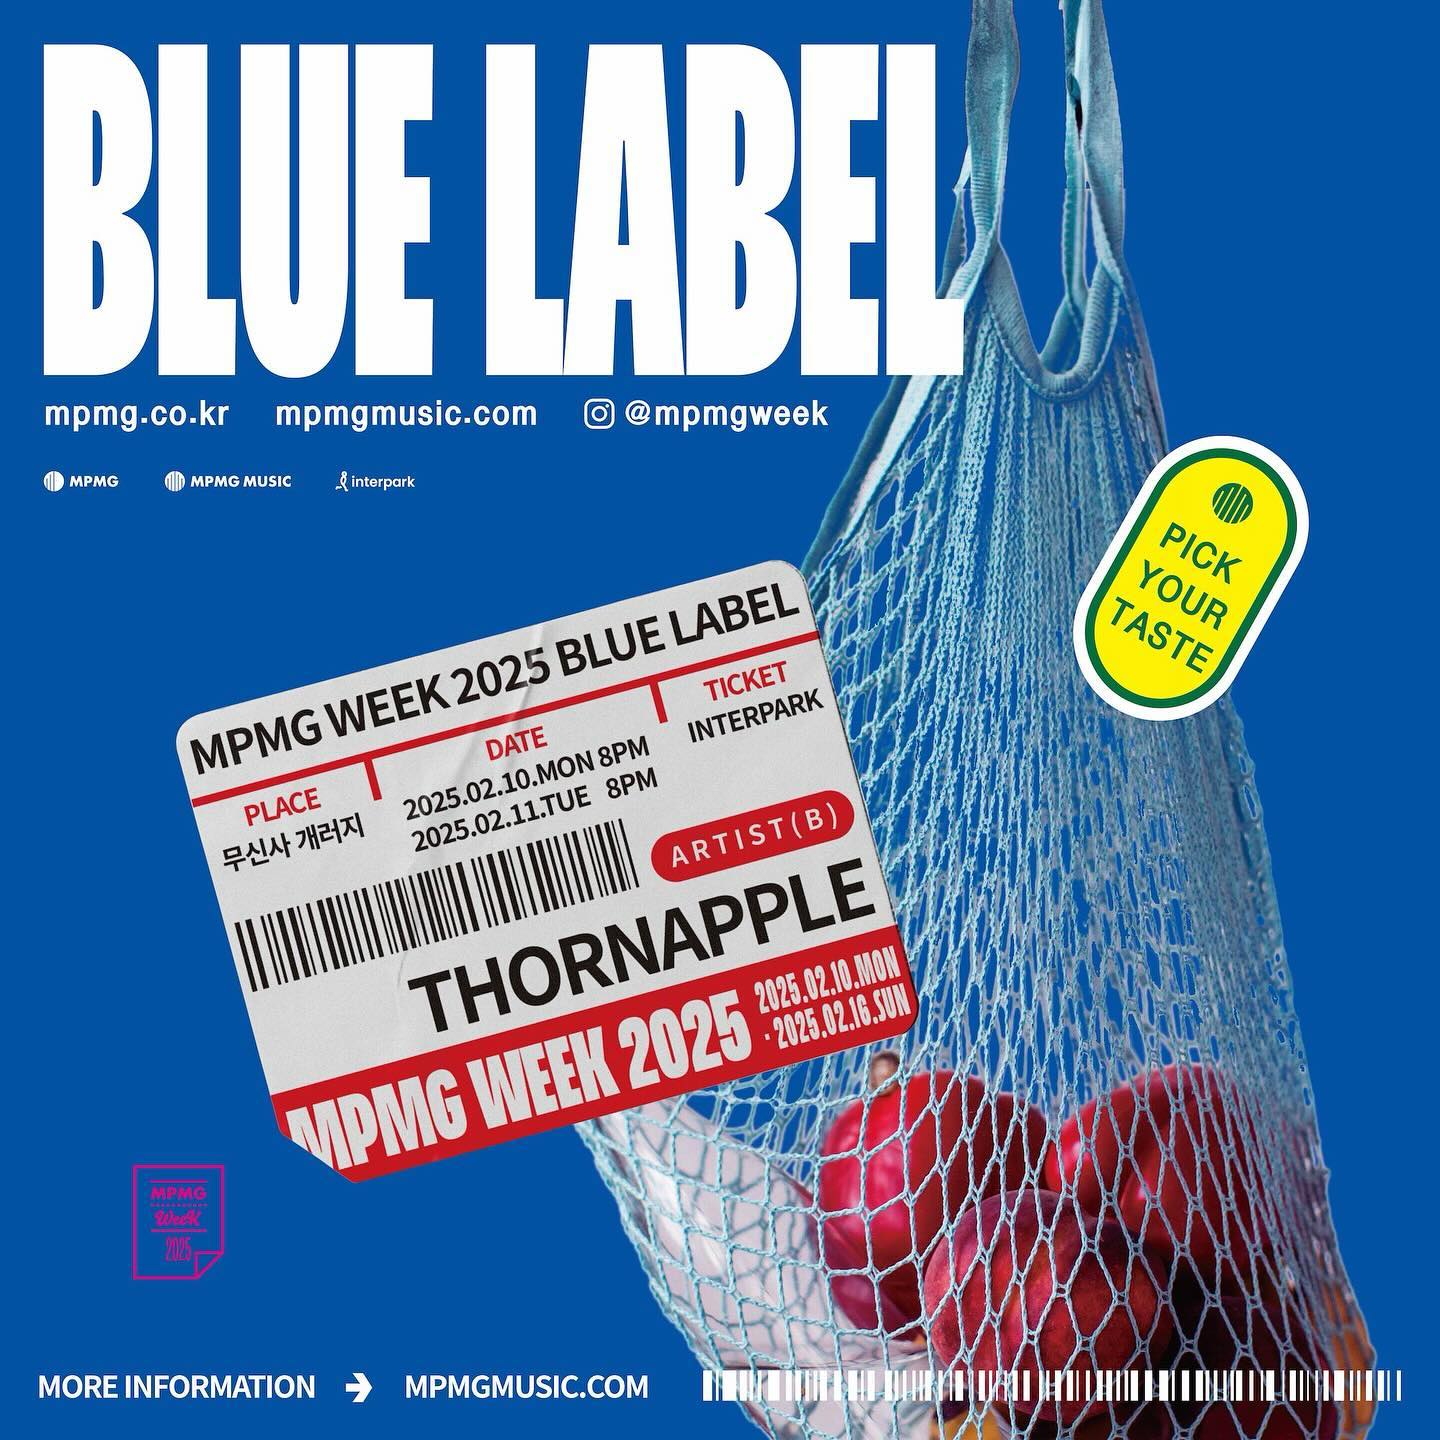 BLUE LABEL
mpmg.co.kr mpmgmusic.com @mpmgweek
MPMG MPMG MUSIC interpark
PICK
YOUR
TASTE
MPMG WEEK 2025 BLUE LABEL
PLACE
무신사 개러지
DATE
2025.02.10.MON 8PM
2025.02.11.TUE 8PM
TICKET
INTERPARK
ARTIST(B)
THORNAPPLE
MPMG WEEK 2025
2025.02.10.MON
- 2025.02.16.SUN
MPMG
Week
2025
MORE INFORMATION → MPMGMUSIC.COM